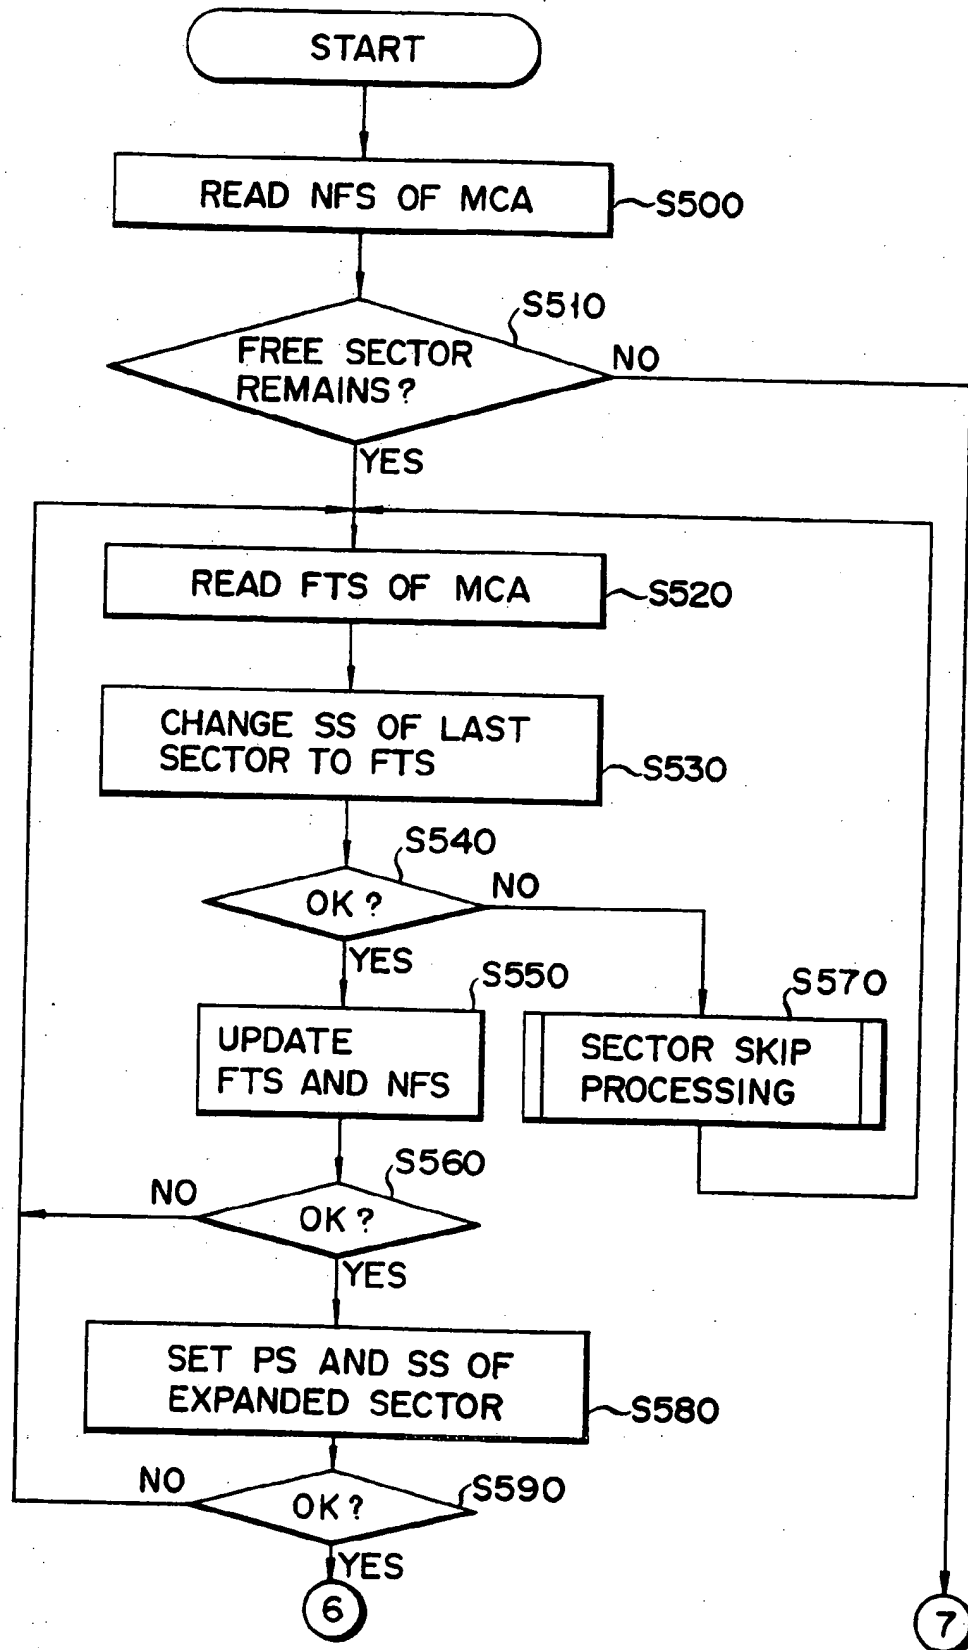 START
READ NFS OF MCA
S500
S510
FREE SECTOR
REMAINS?
NO
YES
READ FTS OF MCA
S520
CHANGE SS OF LAST
SECTOR TO FTS
S530
S540
OK?
NO
YES
S550
UPDATE
FTS AND NFS
S570
SECTOR SKIP
PROCESSING
S560
NO
OK?
YES
SET PS AND SS OF
EXPANDED SECTOR
S580
NO
S590
OK?
YES
6
7